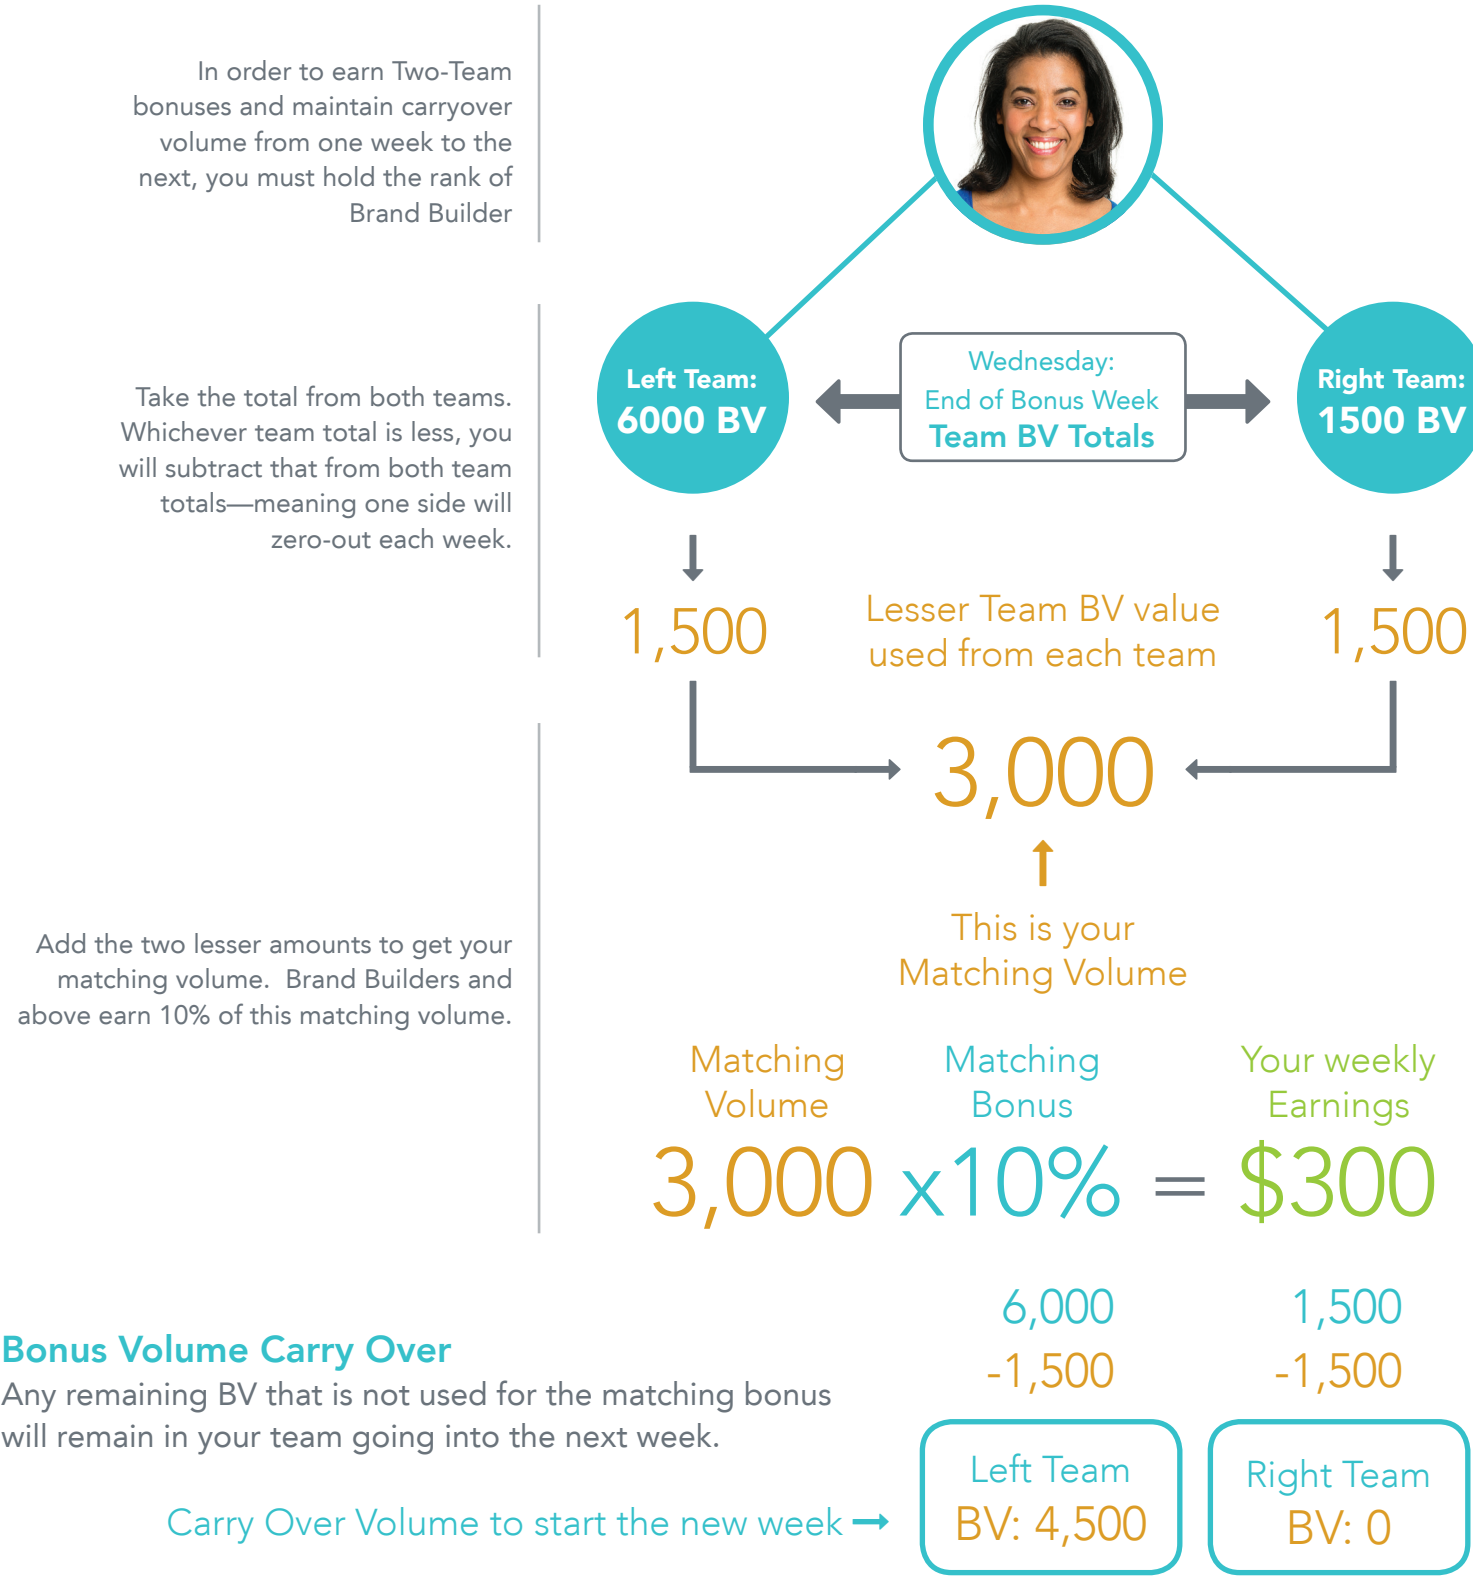 In order to earn Two-Team
bonuses and maintain carryover
volume from one week to the
next, you must hold the rank of
Brand Builder
Take the total from both teams.
Whichever team total is less, you
will subtract that from both team
totals—meaning one side will
zero-out each week.
Left Team:
6000 BV
Wednesday:
End of Bonus Week
Team BV Totals
Right Team:
1500 BV
1,500
Lesser Team BV value
used from each team
1,500
3,000
This is your
Matching Volume
Add the two lesser amounts to get your
matching volume.  Brand Builders and
above earn 10% of this matching volume.
Matching
Volume
3,000
Matching
Bonus
x10%
=
Your weekly
Earnings
$300
Bonus Volume Carry Over
Any remaining BV that is not used for the matching bonus
will remain in your team going into the next week.
Carry Over Volume to start the new week
6,000
-1,500
Left Team
BV: 4,500
1,500
-1,500
Right Team
BV: 0